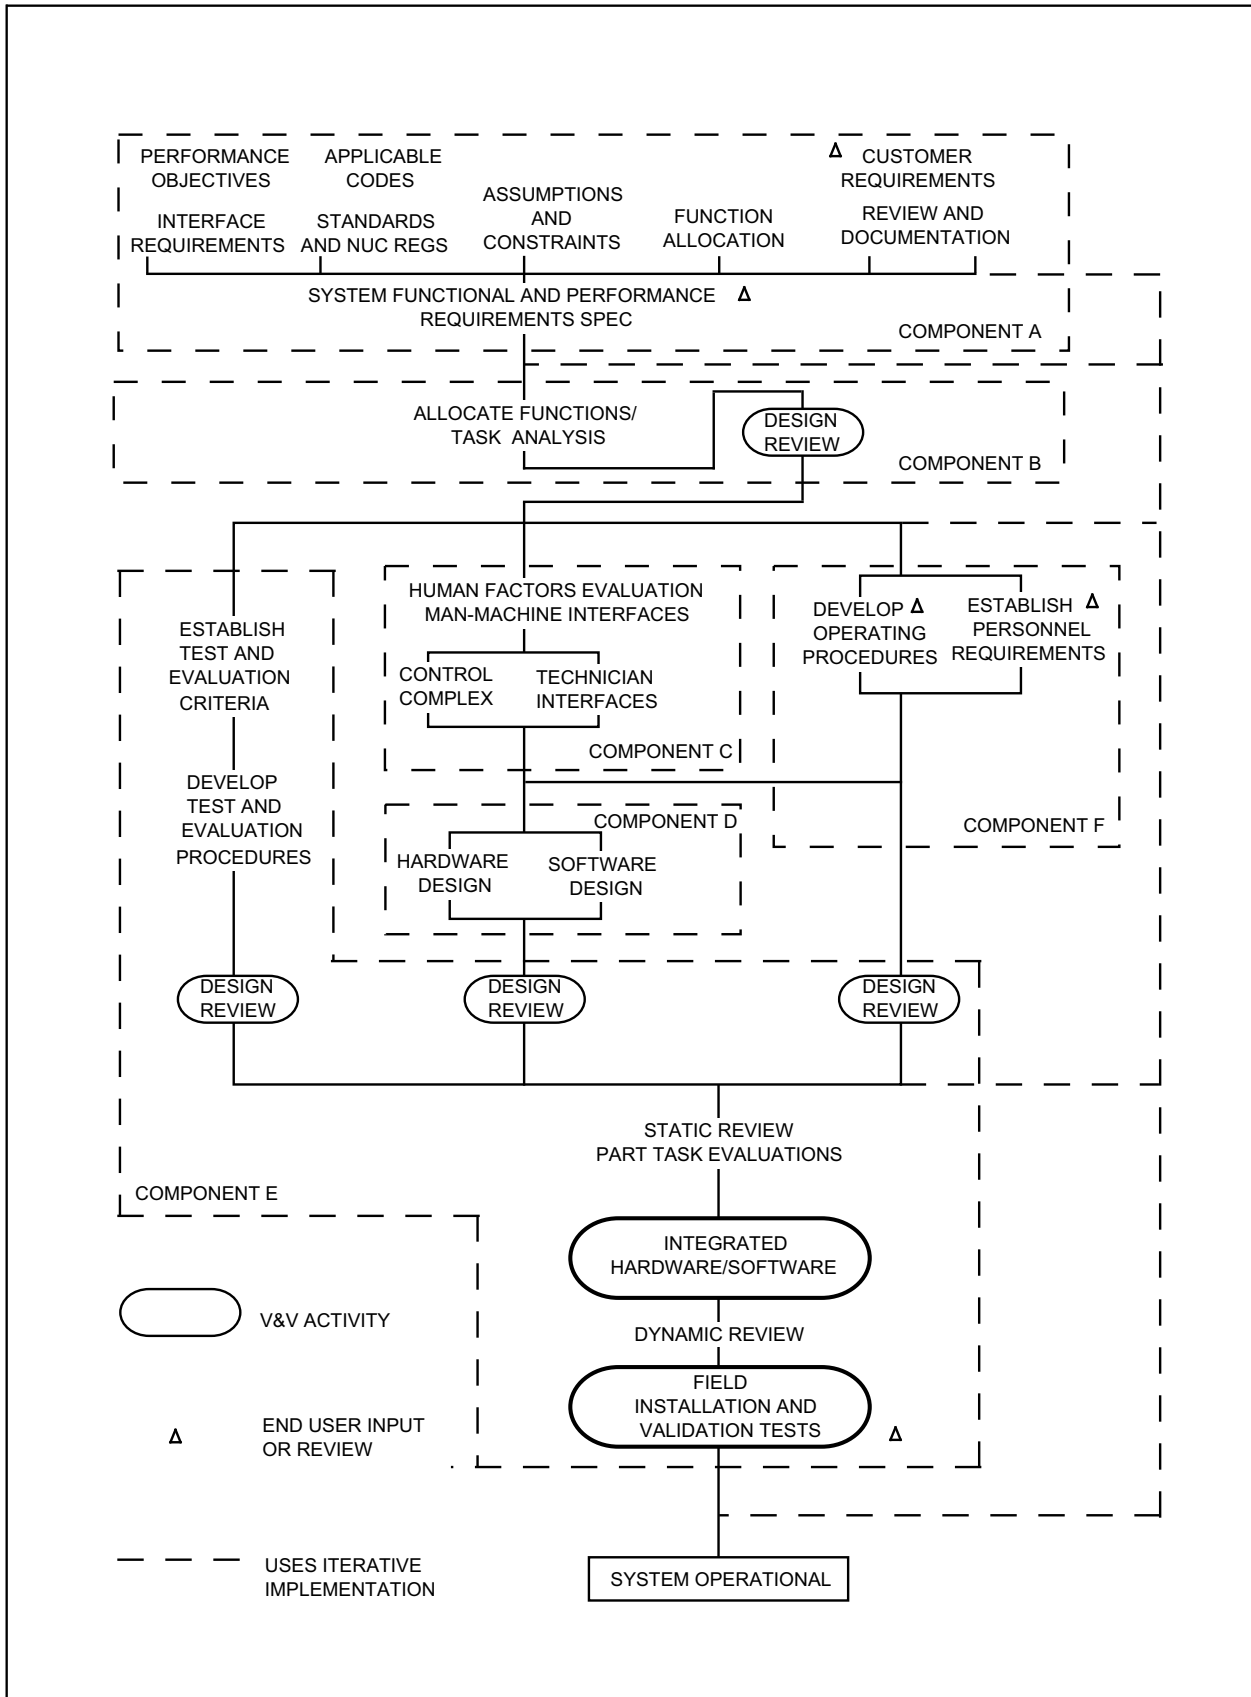 PERFORMANCE
OBJECTIVES
APPLICABLE
CODES
Δ CUSTOMER
REQUIREMENTS
INTERFACE
REQUIREMENTS
STANDARDS
AND NUC REGS
ASSUMPTIONS
AND
CONSTRAINTS
FUNCTION
ALLOCATION
REVIEW AND
DOCUMENTATION
SYSTEM FUNCTIONAL AND PERFORMANCE Δ
REQUIREMENTS SPEC
COMPONENT A
ALLOCATE FUNCTIONS/
TASK ANALYSIS
DESIGN
REVIEW
COMPONENT B
ESTABLISH
TEST AND
EVALUATION
CRITERIA
DEVELOP
TEST AND
EVALUATION
PROCEDURES
HUMAN FACTORS EVALUATION
MAN-MACHINE INTERFACES
CONTROL
COMPLEX
TECHNICIAN
INTERFACES
COMPONENT C
DEVELOP Δ
OPERATING
PROCEDURES
ESTABLISH Δ
PERSONNEL
REQUIREMENTS
COMPONENT F
COMPONENT D
HARDWARE
DESIGN
SOFTWARE
DESIGN
DESIGN
REVIEW
DESIGN
REVIEW
DESIGN
REVIEW
STATIC REVIEW
PART TASK EVALUATIONS
COMPONENT E
INTEGRATED
HARDWARE/SOFTWARE
DYNAMIC REVIEW
FIELD
INSTALLATION AND
VALIDATION TESTS
Δ
V&V ACTIVITY
Δ
END USER INPUT
OR REVIEW
USES ITERATIVE
IMPLEMENTATION
SYSTEM OPERATIONAL